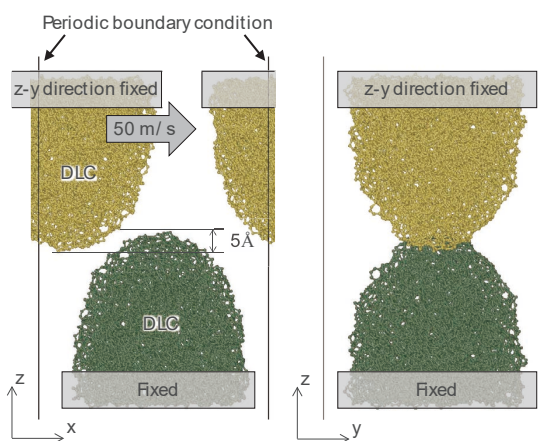 Periodic boundary condition
z-y direction fixed
z-y direction fixed
50 m/ s
DLC
5Å
DLC
Fixed
Fixed
z
x
z
y